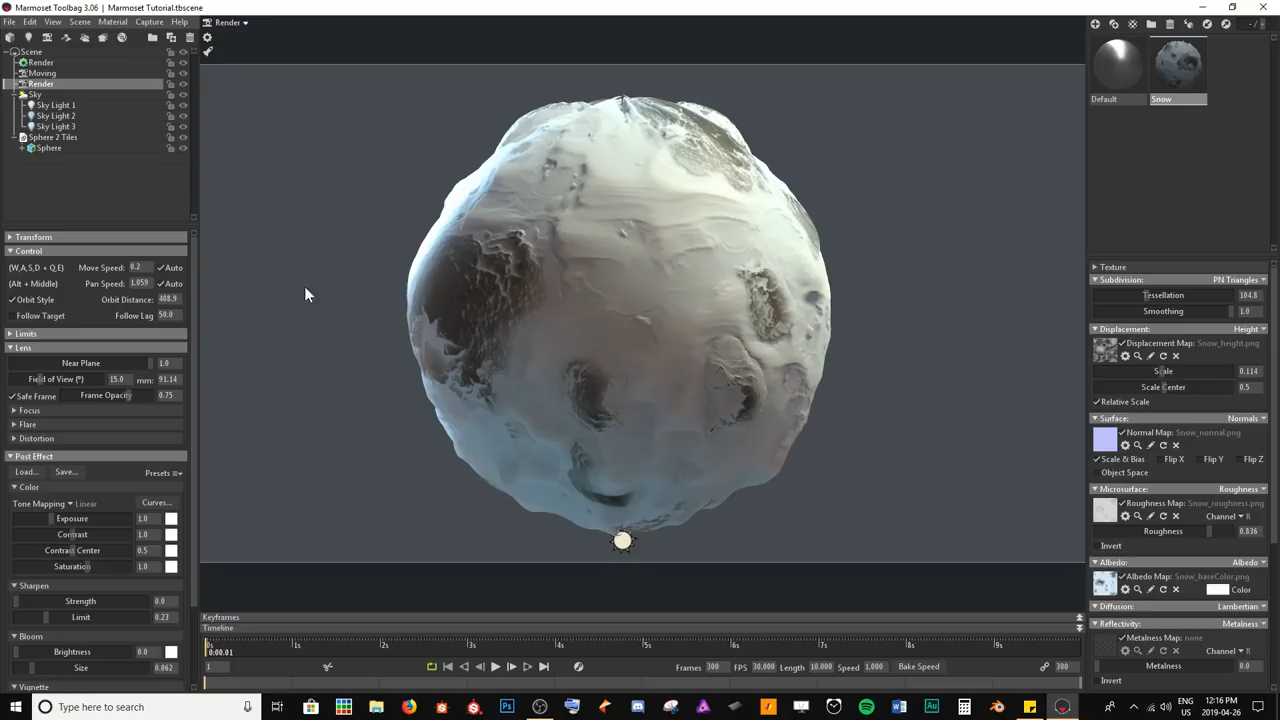 Marmoset Toolbag 3.06 - Marmoset Tutorial.tbscene
File Edit View Scene Material Capture Help
Render
Default
Snow
Scene
Render
Moving
Render
Sky
Sky Light 1
Sky Light 2
Sky Light 3
Sphere 2 Tiles
Sphere
Transform
Control
(W,A,S,D + Q,E) Move Speed: 0.2 Auto
(Alt + Middle) Pan Speed: 1.059 Auto
Orbit Style Orbit Distance: 408.9
Follow Target Follow Lag 50.0
Limits
Lens
Near Plane 1.0
Field of View (°) 15.0 mm: 91.14
Safe Frame Frame Opacity 0.75
Focus
Flare
Distortion
Post Effect
Load... Save... Presets
Color
Tone Mapping Linear Curves...
Exposure 1.0
Contrast 1.0
Contrast Center 0.5
Saturation 1.0
Sharpen
Strength 0.0
Limit 0.23
Bloom
Brightness 0.0
Size 0.062
Vignette
Texture
Subdivision: PN Triangles
Tessellation 104.8
Smoothing 1.0
Displacement: Height
Displacement Map: Snow_height.png
Scale 0.114
Scale Center 0.5
Relative Scale
Surface: Normals
Normal Map: Snow_normal.png
Scale & Bias Flip X Flip Y Flip Z
Object Space
Microsurface: Roughness
Roughness Map: Snow_roughness.png
Channel R
Roughness 0.836
Invert
Albedo: Albedo
Albedo Map: Snow_baseColor.png
Color
Diffusion: Lambertian
Reflectivity: Metalness
Metalness Map: none
Channel R
Metalness 0.0
Invert
Keyframes
Timeline
0s 1s 2s 3s 4s 5s 6s 7s 8s 9s
0:00.01
1 Frames 300 FPS 30.000 Length 10.000 Speed 1.000 Bake Speed 300
Type here to search
ENG
US
12:16 PM
2019-04-26